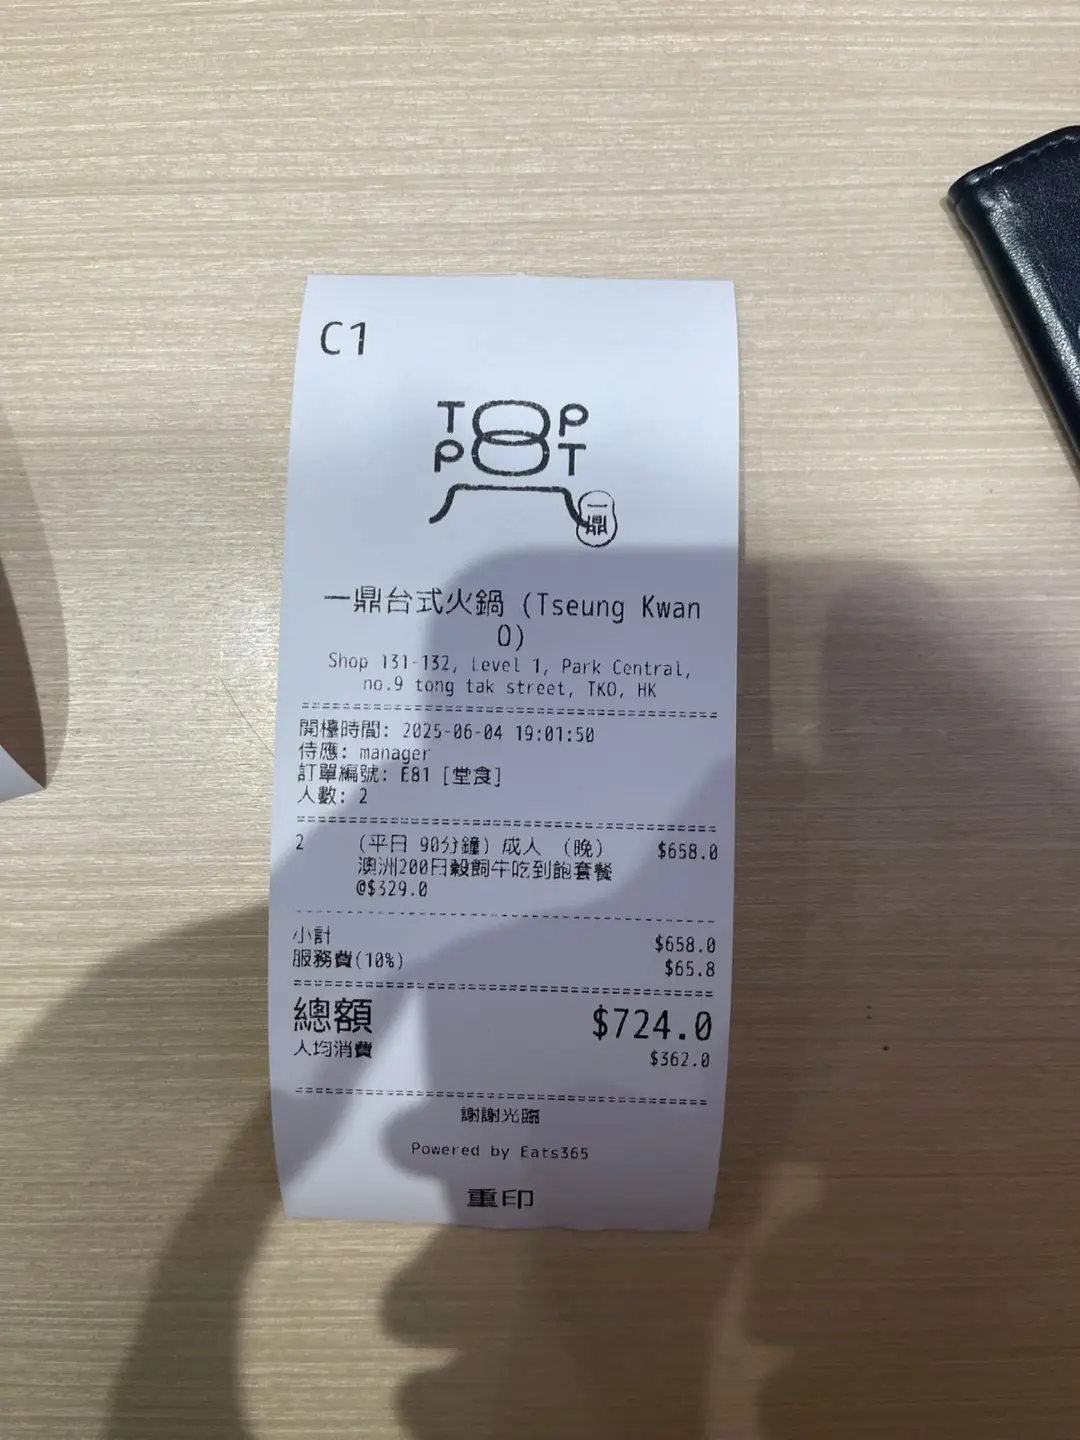 C1
TOP
POT
一鼎
一鼎台式火鍋 (Tseung Kwan
O)
Shop 131-132, Level 1, Park Central,
no.9 tong tak street, TKO, HK
開檯時間: 2025-06-04 19:01:50
侍應: manager
訂單編號: E81 [堂食]
人數: 2
2 (平日 90分鐘) 成人 (晚) $658.0
澳洲200日穀飼牛吃到飽套餐
@$329.0
小計 $658.0
服務費(10%) $65.8
總額 $724.0
人均消費 $362.0
謝謝光臨
Powered by Eats365
重印